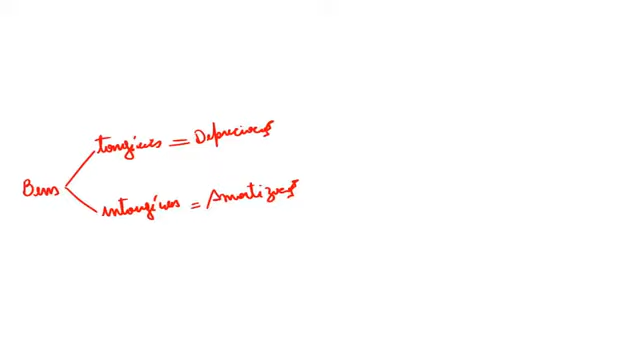 tangíveis = Depreciação
Bens
intangíveis = Amortização